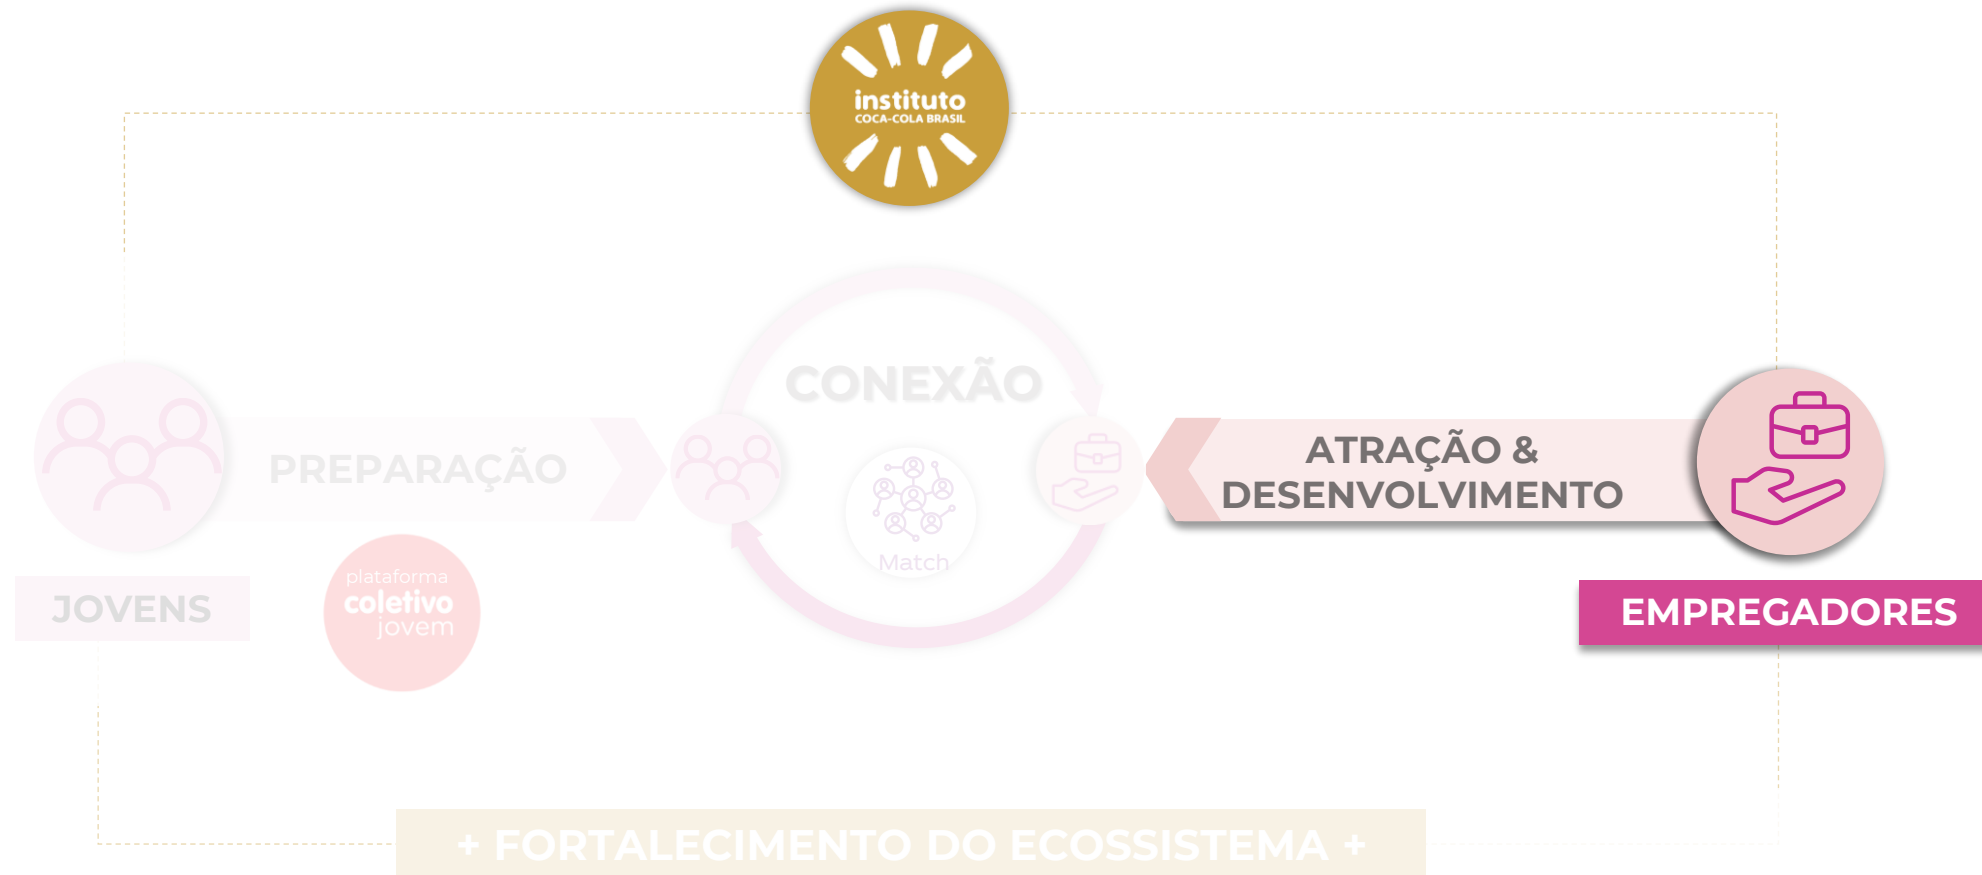 instituto
COCA-COLA BRASIL
CONEXÃO
PREPARAÇÃO
ATRAÇÃO &
DESENVOLVIMENTO
Match
plataforma
coletivo
jovem
JOVENS
EMPREGADORES
+ FORTALECIMENTO DO ECOSSISTEMA +